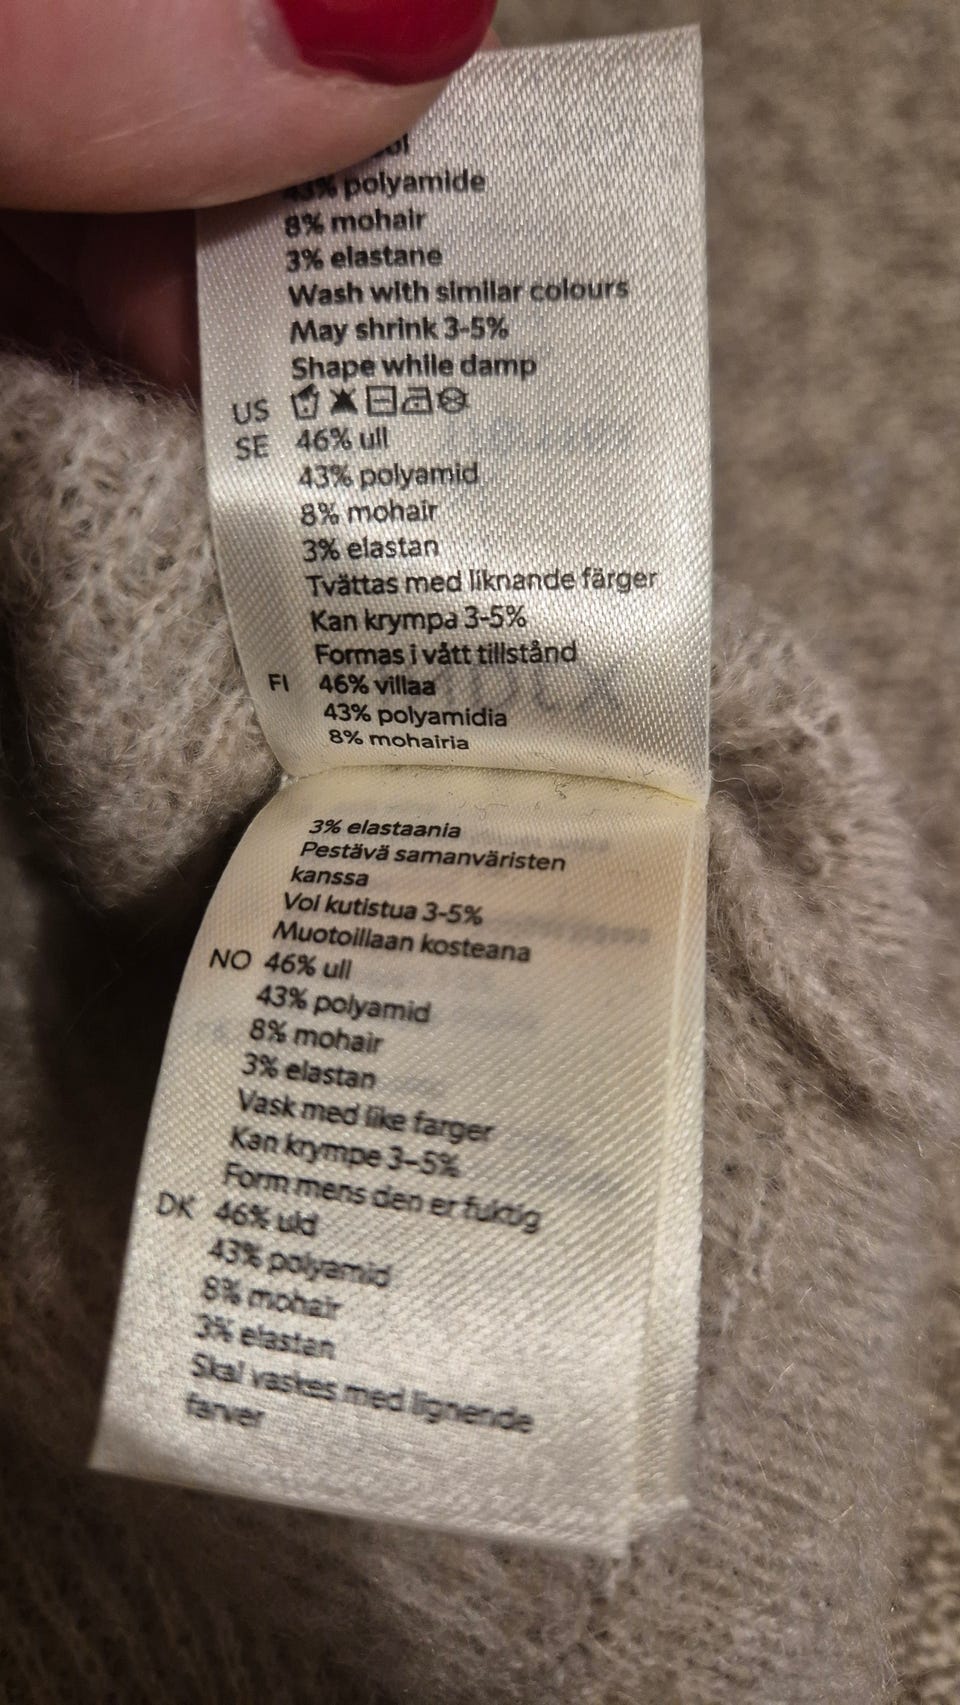 43% polyamide
8% mohair
3% elastane
Wash with similar colours
May shrink 3-5%
Shape while damp
US
SE 46% ull
43% polyamid
8% mohair
3% elastan
Tvättas med liknande färger
Kan krympa 3-5%
Formas i vått tillstånd
FI 46% villaa
43% polyamidia
8% mohairia
3% elastaania
Pestävä samanväristen
kanssa
Voi kutistua 3-5%
Muotoillaan kosteana
NO 46% ull
43% polyamid
8% mohair
3% elastan
Vask med like farger
Kan krympe 3-5%
Form mens den er fuktig
DK 46% uld
43% polyamid
8% mohair
3% elastan
Skal vaskes med lignende
farver